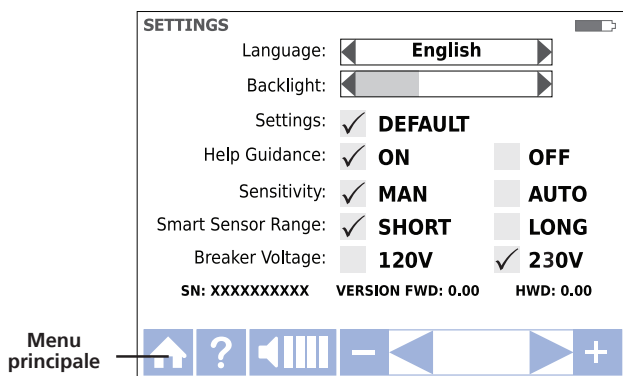 SETTINGS
Language: English
Backlight:
Settings: ✓ DEFAULT
Help Guidance: ✓ ON OFF
Sensitivity: ✓ MAN AUTO
Smart Sensor Range: ✓ SHORT LONG
Breaker Voltage: 120V ✓ 230V
SN: XXXXXXXXXX VERSION FWD: 0.00 HWD: 0.00
Menu
principale
? − +